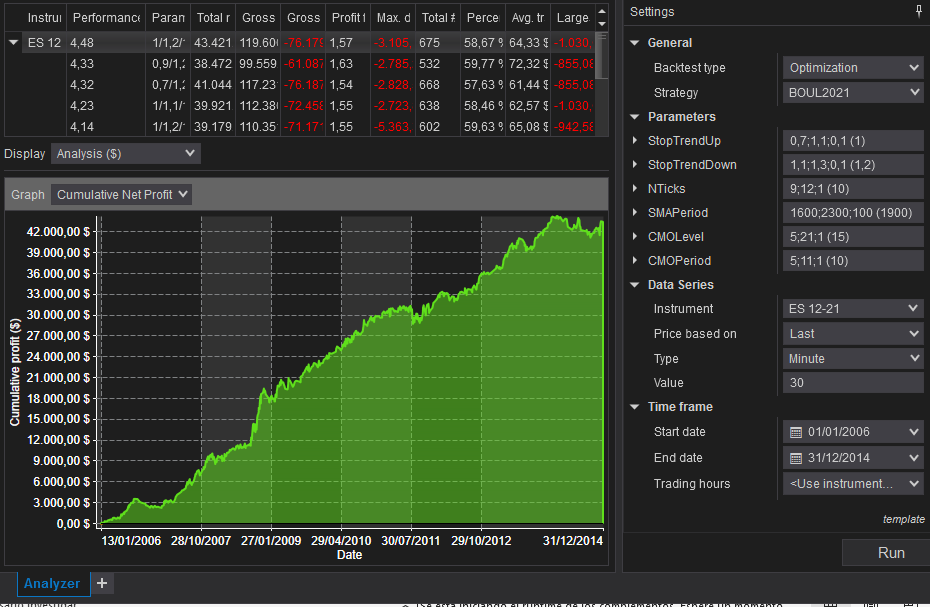 Instru Performance Param Total r Gross Gross Profit f Max. d Total # Perce Avg. tr Large
ES 12 4,48 1/1,2/ 43.421 119.60 -76.179 1,57 -3.105, 675 58,67 % 64,33 $ -1.030,
4,33 0,9/1,2 38.472 99.559 -61.087 1,63 -2.785, 532 59,77 % 72,32 $ -855,08
4,32 0,7/1,2 41.044 117.23 -76.187 1,54 -2.828, 668 57,63 % 61,44 $ -855,08
4,23 1/1,1/ 39.921 112.38 -72.458 1,55 -2.723, 638 58,46 % 62,57 $ -1.030,
4,14 1/1,2/ 39.179 110.35 -71.171 1,55 -5.363, 602 59,63 % 65,08 $ -942,58
Display Analysis ($)
Graph Cumulative Net Profit
Cumulative profit ($)
42.000,00 $
39.000,00 $
36.000,00 $
33.000,00 $
30.000,00 $
27.000,00 $
24.000,00 $
21.000,00 $
18.000,00 $
15.000,00 $
12.000,00 $
9.000,00 $
6.000,00 $
3.000,00 $
0,00 $
13/01/2006 28/10/2007 27/01/2009 29/04/2010 30/07/2011 29/10/2012 31/12/2014
Date
Analyzer +
Settings
General
Backtest type Optimization
Strategy BOUL2021
Parameters
StopTrendUp 0,7;1,1;0,1 (1)
StopTrendDown 1,1;1,3;0,1 (1,2)
NTicks 9;12;1 (10)
SMAPeriod 1600;2300;100 (1900)
CMOLevel 5;21;1 (15)
CMOPeriod 5;11;1 (10)
Data Series
Instrument ES 12-21
Price based on Last
Type Minute
Value 30
Time frame
Start date 01/01/2006
End date 31/12/2014
Trading hours <Use instrument...
template
Run